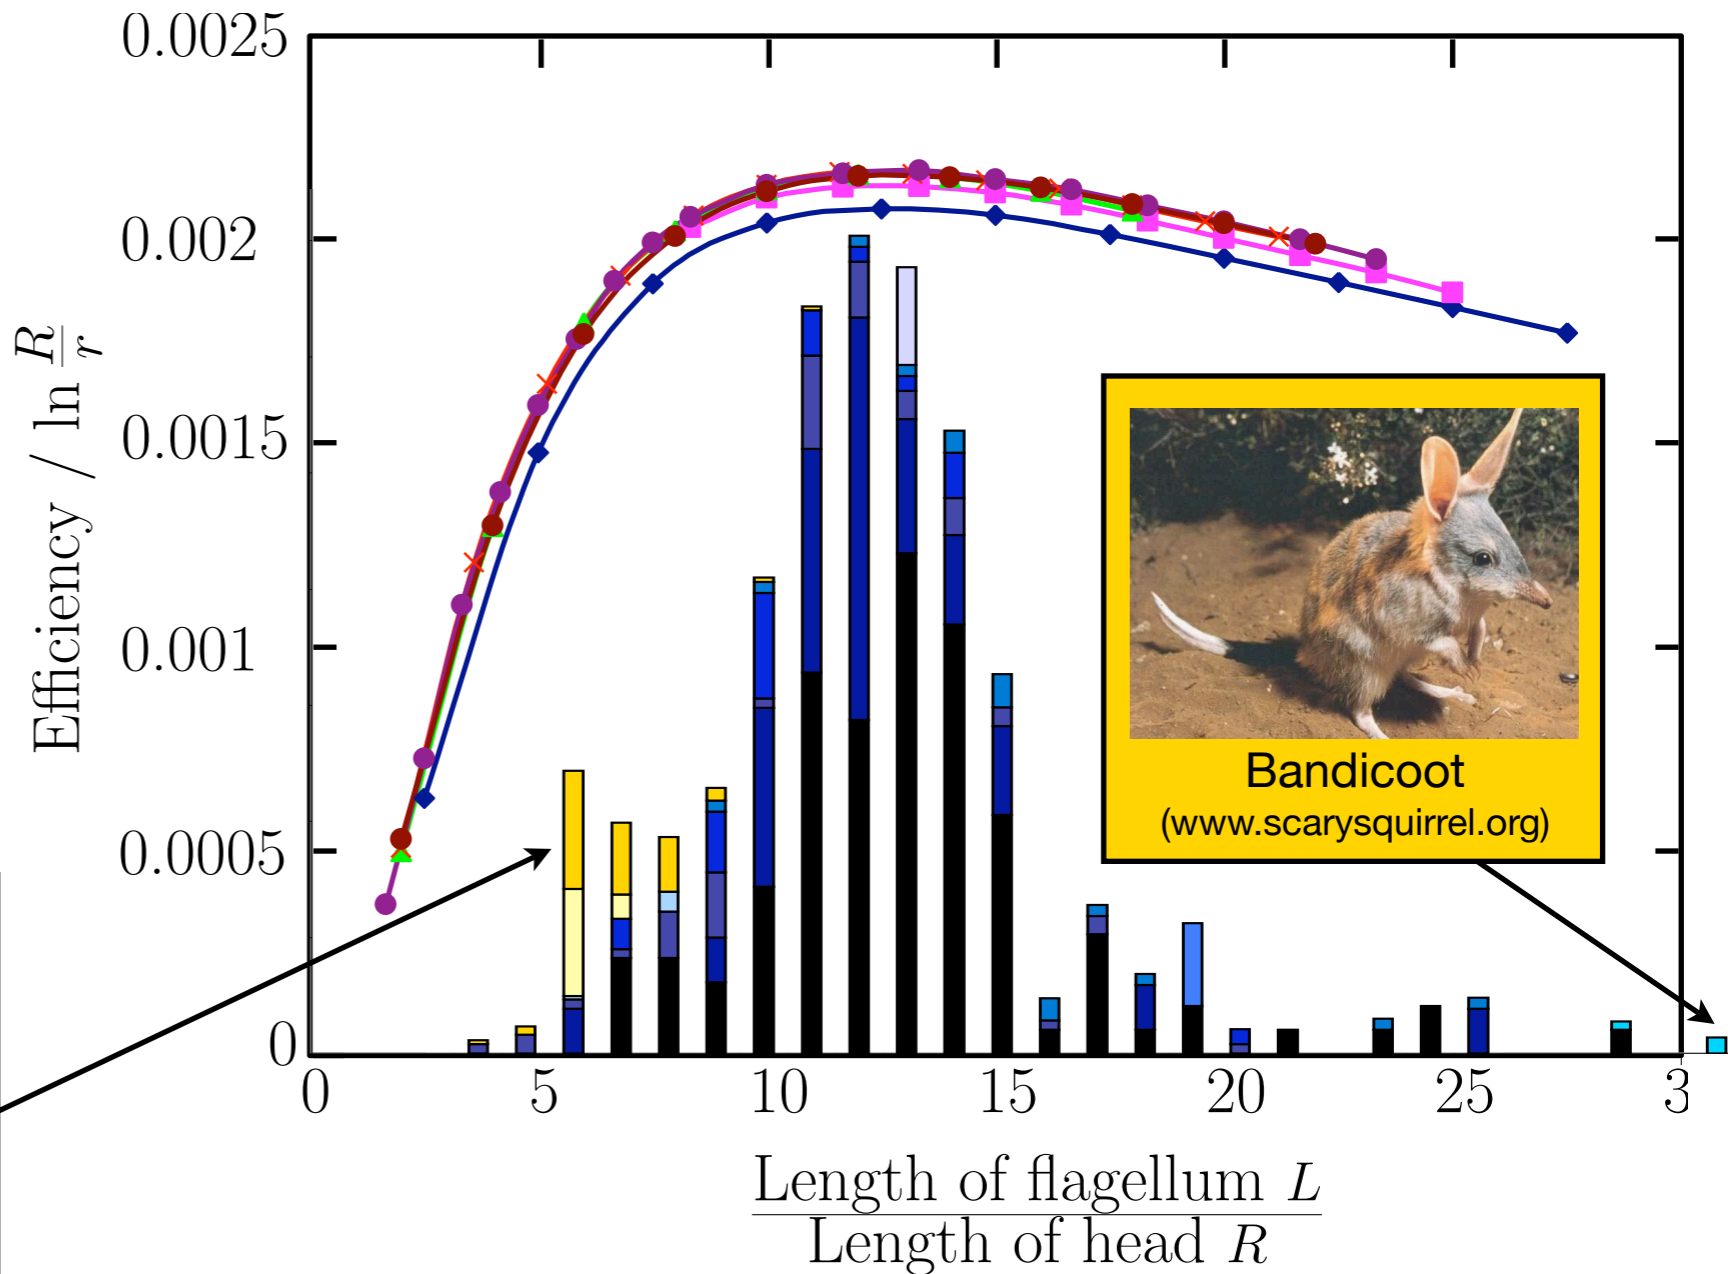 0.0025
0.002
0.0015
0.001
0.0005
0
Efficiency / ln R/r
Bandicoot
(www.scarysquirrel.org)
0 5 10 15 20 25 3
Length of flagellum L
Length of head R